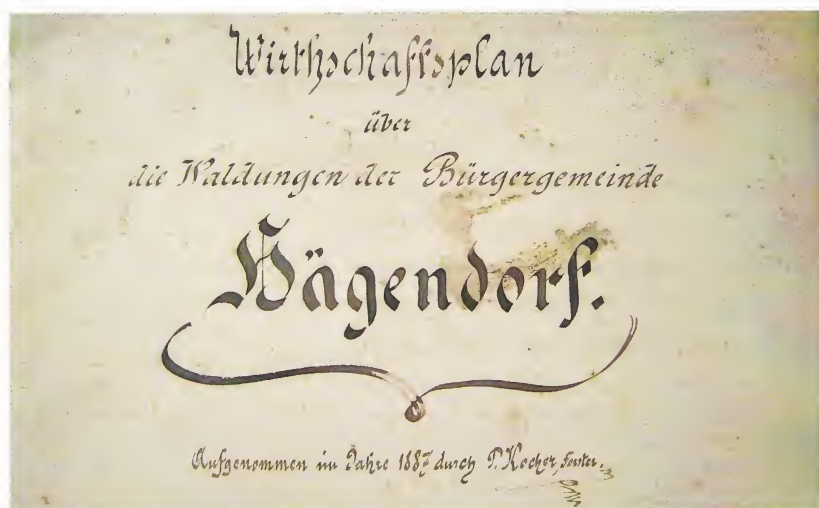 Wirthschaftsplan
über
die Waldungen der Bürgergemeinde
Hägendorf.
Aufgenommen im Jahre 1887 durch P. Kocher, Förster.